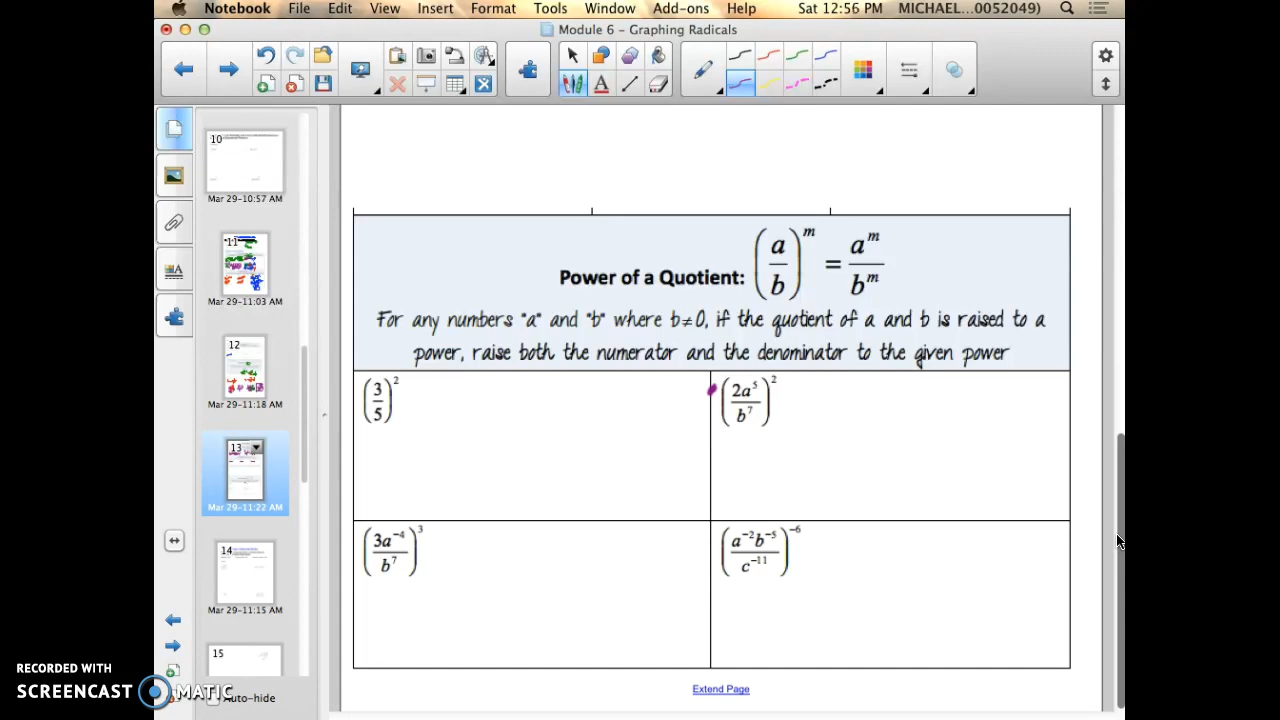 Notebook File Edit View Insert Format Tools Window Add-ons Help Sat 12:56 PM MICHAEL...0052049)
Module 6 - Graphing Radicals
10
Mar 29-10:57 AM
11
Mar 29-11:03 AM
12
Mar 29-11:18 AM
13
Mar 29-11:22 AM
14
Mar 29-11:15 AM
15
Auto-hide
Power of a Quotient: (a/b)^m = a^m/b^m
For any numbers "a" and "b" where b≠0, if the quotient of a and b is raised to a
power, raise both the numerator and the denominator to the given power
(3/5)^2
(2a^5/b^7)^2
(3a^-4/b^7)^3
(a^-2b^-5/c^-11)^-6
Extend Page
RECORDED WITH
SCREENCAST MATIC